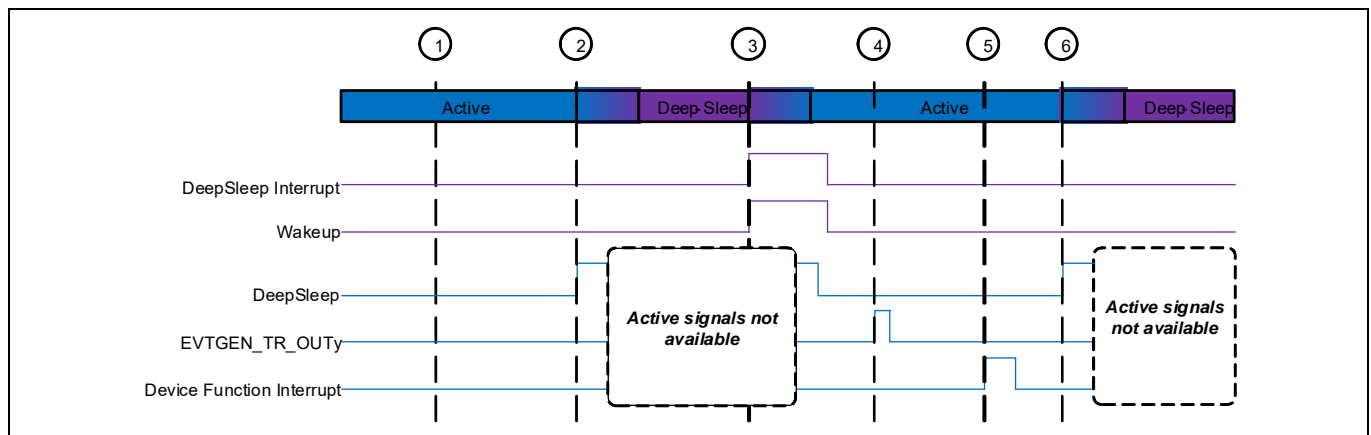 1 2 3 4 5 6
Active Deep-Sleep Active Deep-Sleep
DeepSleep Interrupt
Wakeup
DeepSleep
EVTGEN_TR_OUTy
Device Function Interrupt
Active signals not
available
Active signals
not available